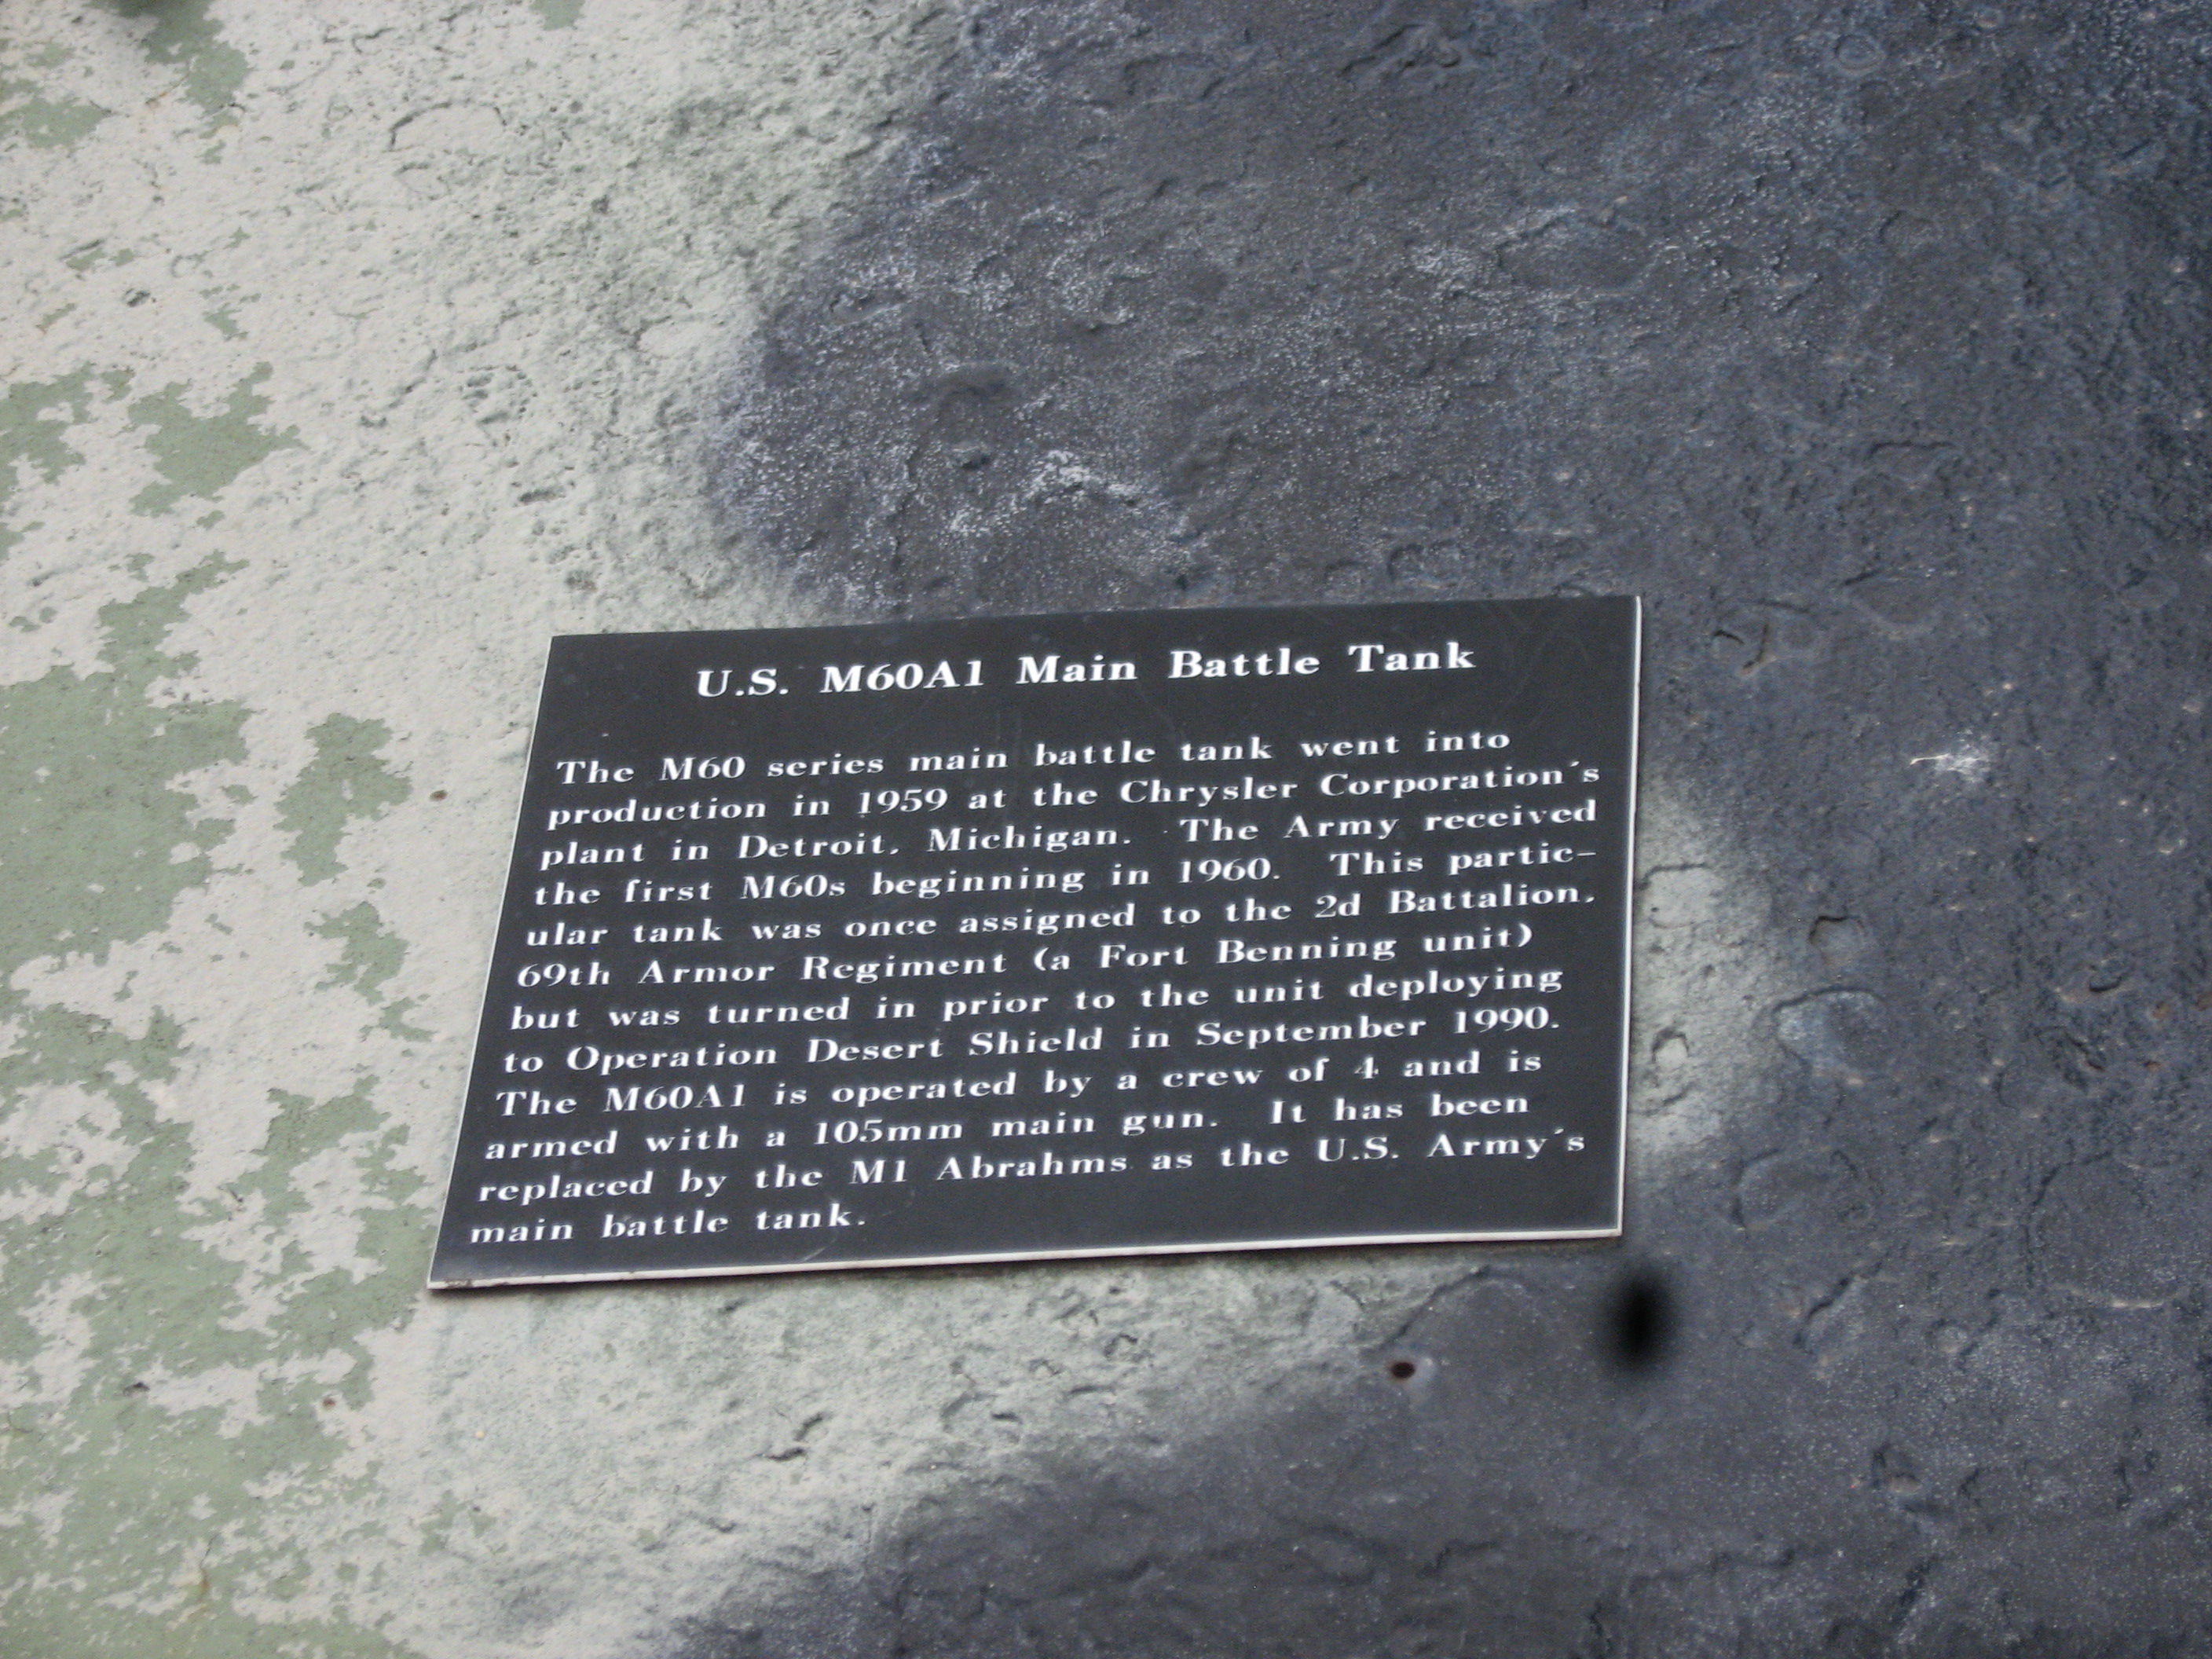 U.S. M60A1 Main Battle Tank
The M60 series main battle tank went into
production in 1959 at the Chrysler Corporation's
plant in Detroit, Michigan. The Army received
the first M60s beginning in 1960. This partic-
ular tank was once assigned to the 2d Battalion,
69th Armor Regiment (a Fort Benning unit)
but was turned in prior to the unit deploying
to Operation Desert Shield in September 1990.
The M60A1 is operated by a crew of 4 and is
armed with a 105mm main gun. It has been
replaced by the M1 Abrahms as the U.S. Army's
main battle tank.